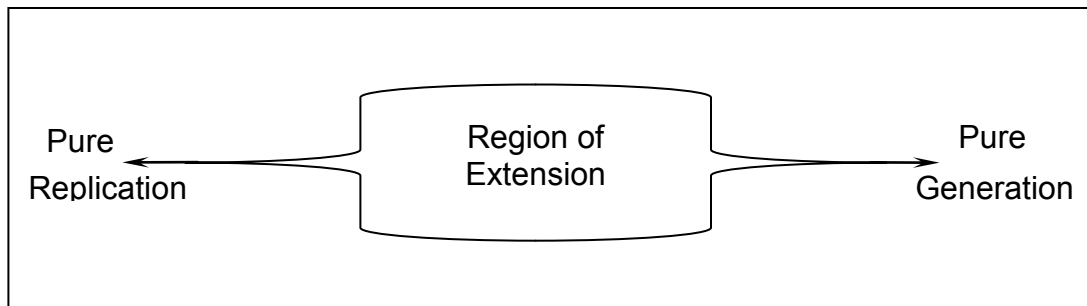 Pure
Replication
Region of
Extension
Pure
Generation